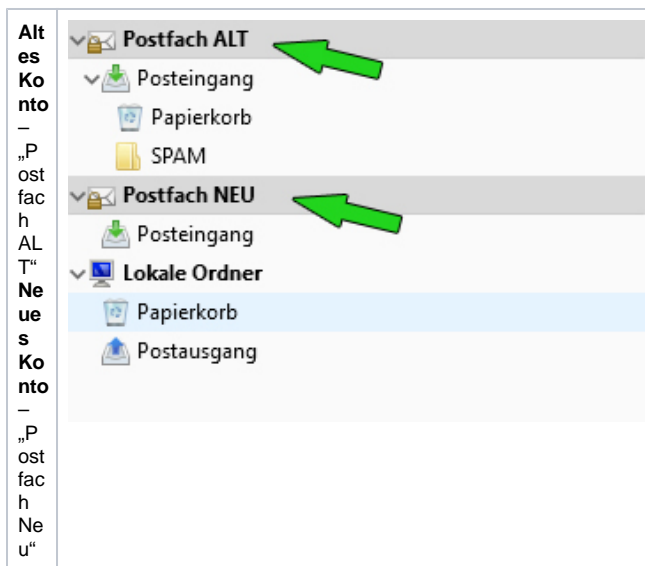 Alt
es
Ko
nto
–
„P
ost
fac
h
AL
T“
Ne
ue
s
Ko
nto
–
„P
ost
fac
h
Ne
u“
Postfach ALT
Posteingang
Papierkorb
SPAM
Postfach NEU
Posteingang
Lokale Ordner
Papierkorb
Postausgang